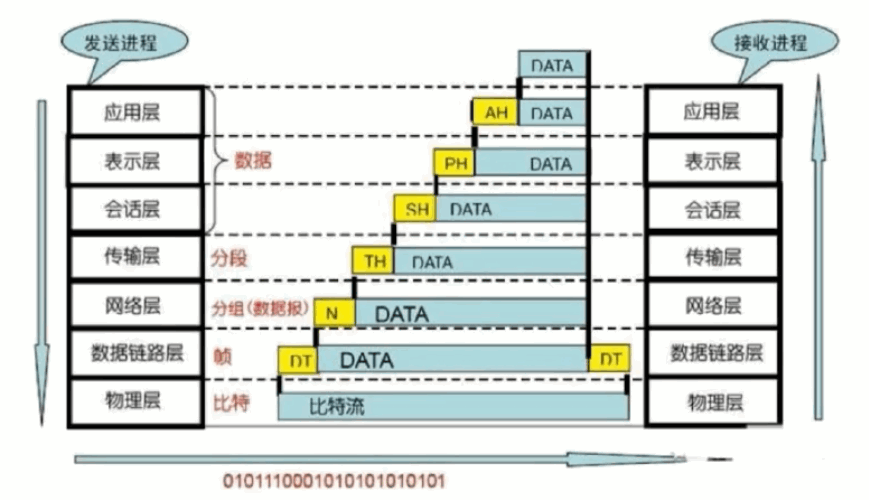 发送进程
接收进程
DATA
应用层
AH
DATA
应用层
表示层
数据
PH
DATA
表示层
会话层
SH
DATA
会话层
传输层
分段
TH
DATA
传输层
网络层
分组(数据报)
N
DATA
网络层
数据链路层
帧
DT
DATA
DT
数据链路层
物理层
比特
比特流
物理层
0101110001010101010101